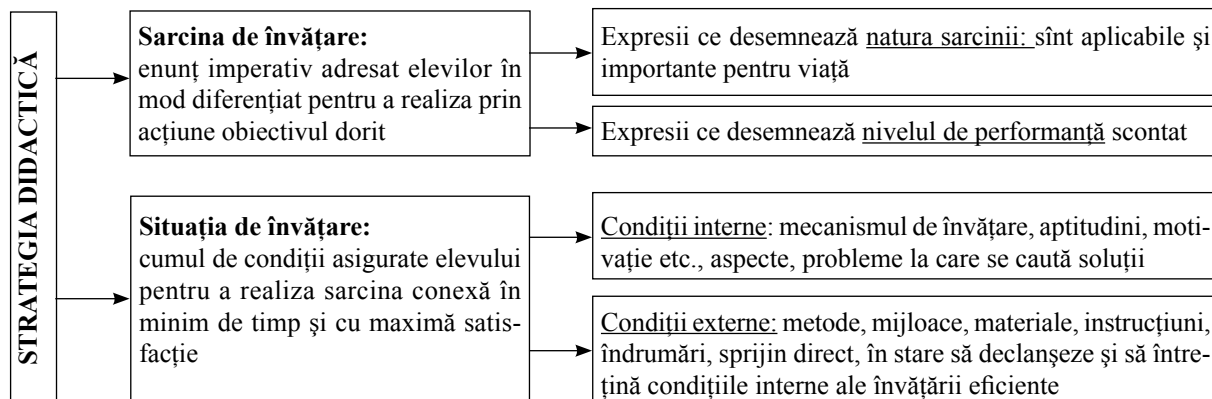 STRATEGIA DIDACTICĂ
Sarcina de învățare:
enunț imperativ adresat elevilor în
mod diferențiat pentru a realiza prin
acțiune obiectivul dorit
Expresii ce desemnează natura sarcinii: sînt aplicabile şi
importante pentru viață
Expresii ce desemnează nivelul de performanță scontat
Situația de învățare:
cumul de condiții asigurate elevului
pentru a realiza sarcina conexă în
minim de timp şi cu maximă satis-
facție
Condiții interne: mecanismul de învățare, aptitudini, moti-
vație etc., aspecte, probleme la care se caută soluții
Condiții externe: metode, mijloace, materiale, instrucțiuni,
îndrumări, sprijin direct, în stare să declanşeze şi să între-
țină condițiile interne ale învățării eficiente